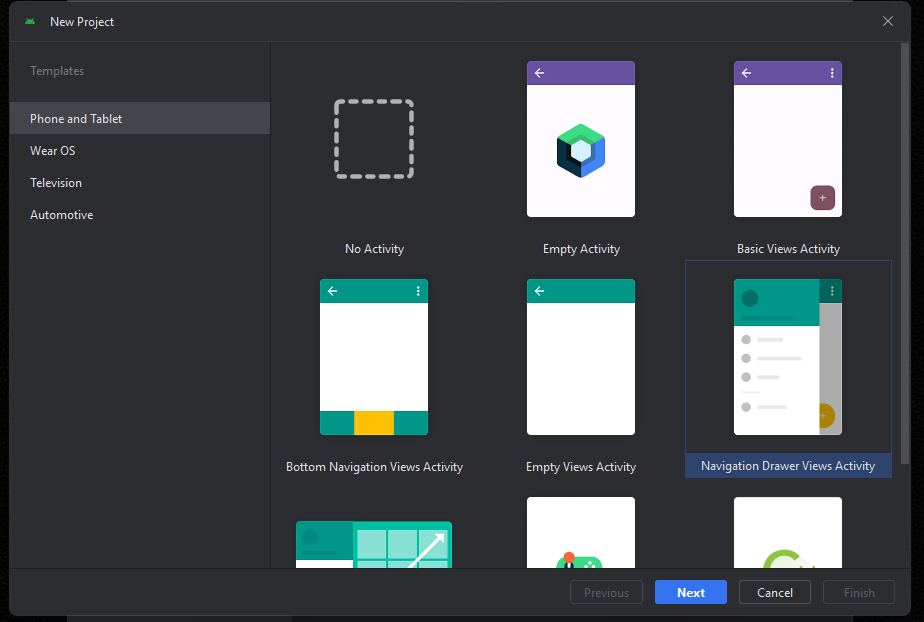 New Project
Templates
Phone and Tablet
Wear OS
Television
Automotive
No Activity
Empty Activity
Basic Views Activity
Bottom Navigation Views Activity
Empty Views Activity
Navigation Drawer Views Activity
Previous
Next
Cancel
Finish